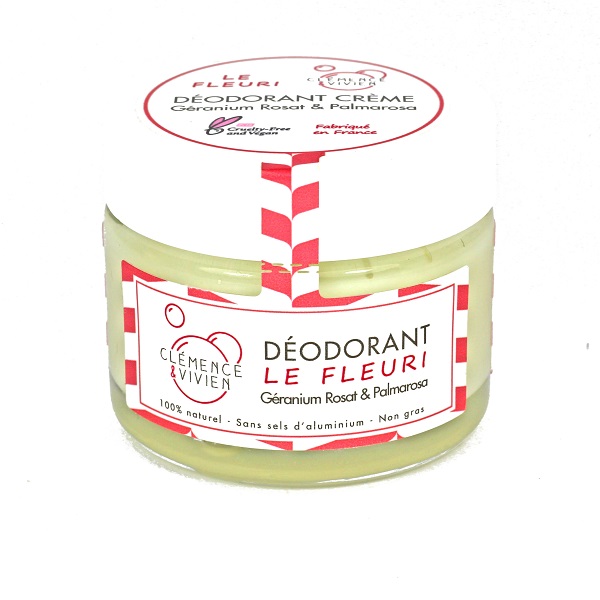 LE
FLEURI
CLÉMENCE
& VIVIEN
DÉODORANT CRÈME
Géranium Rosat & Palmarosa
Cruelty-Free
and Vegan
Fabriqué
en France
CLÉMENCE
& VIVIEN
DÉODORANT
LE FLEURI
Géranium Rosat & Palmarosa
100% naturel - Sans sels d'aluminium - Non gras